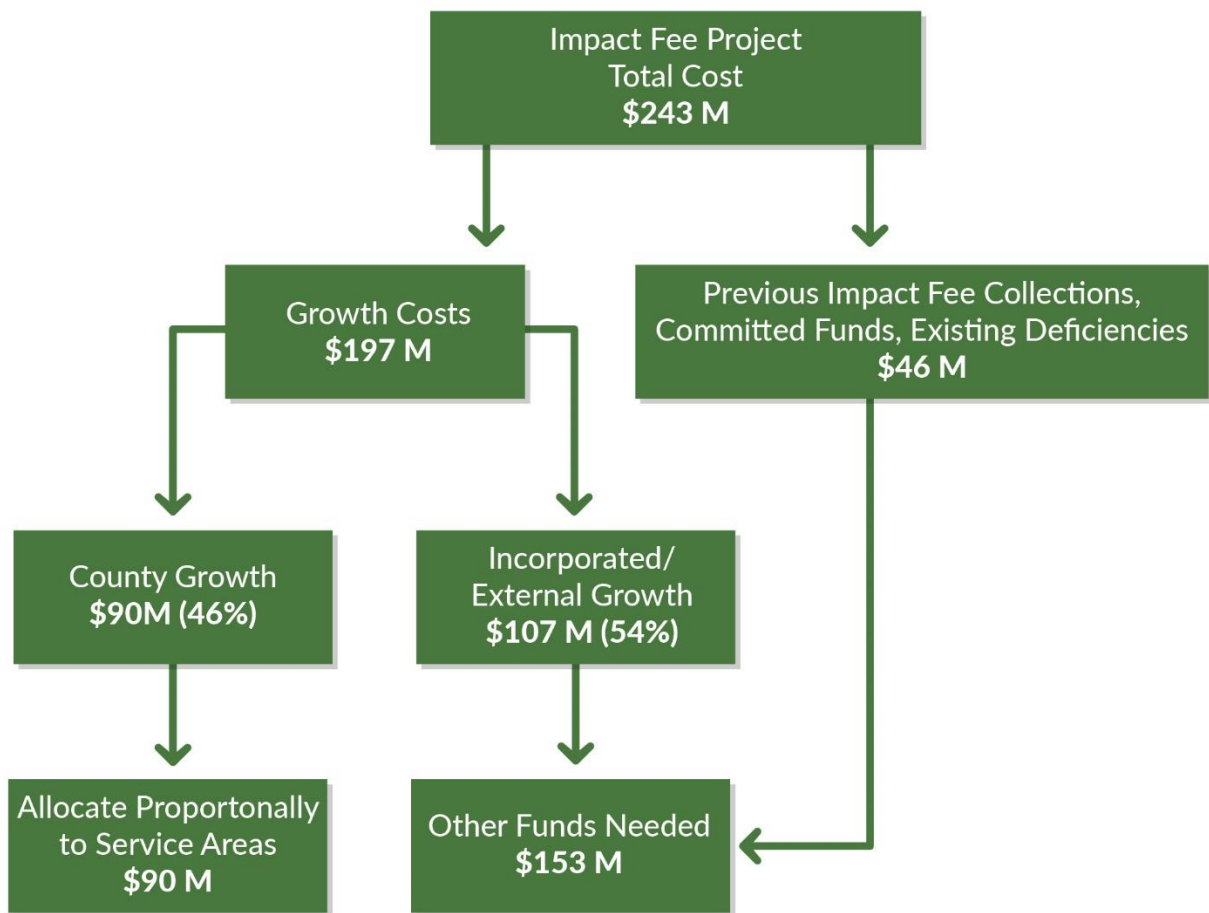 Impact Fee Project
Total Cost
$243 M
Growth Costs
$197 M
Previous Impact Fee Collections,
Committed Funds, Existing Deficiencies
$46 M
County Growth
$90M (46%)
Incorporated/
External Growth
$107 M (54%)
Allocate Proportonally
to Service Areas
$90 M
Other Funds Needed
$153 M